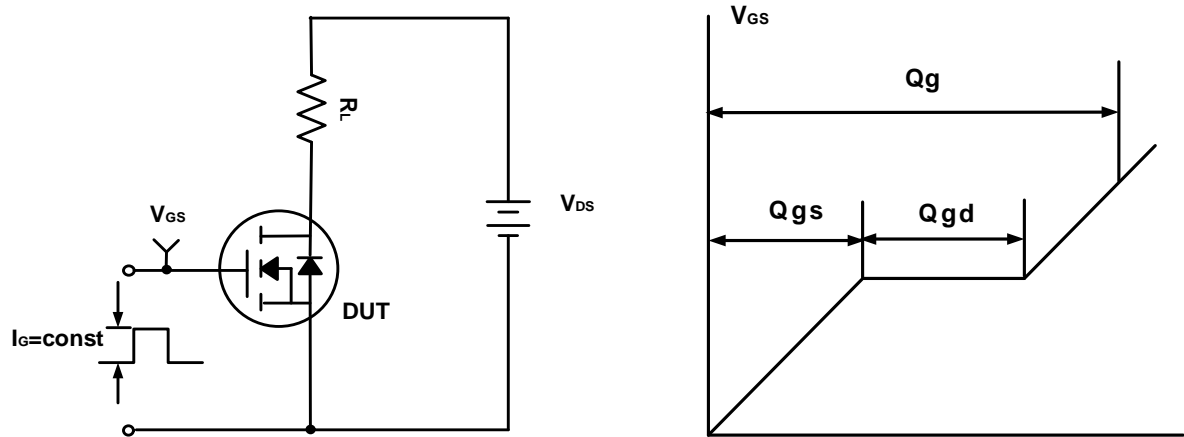 RL
VDS
VGS
DUT
IG=const
VGS
Qg
Qgs
Qgd